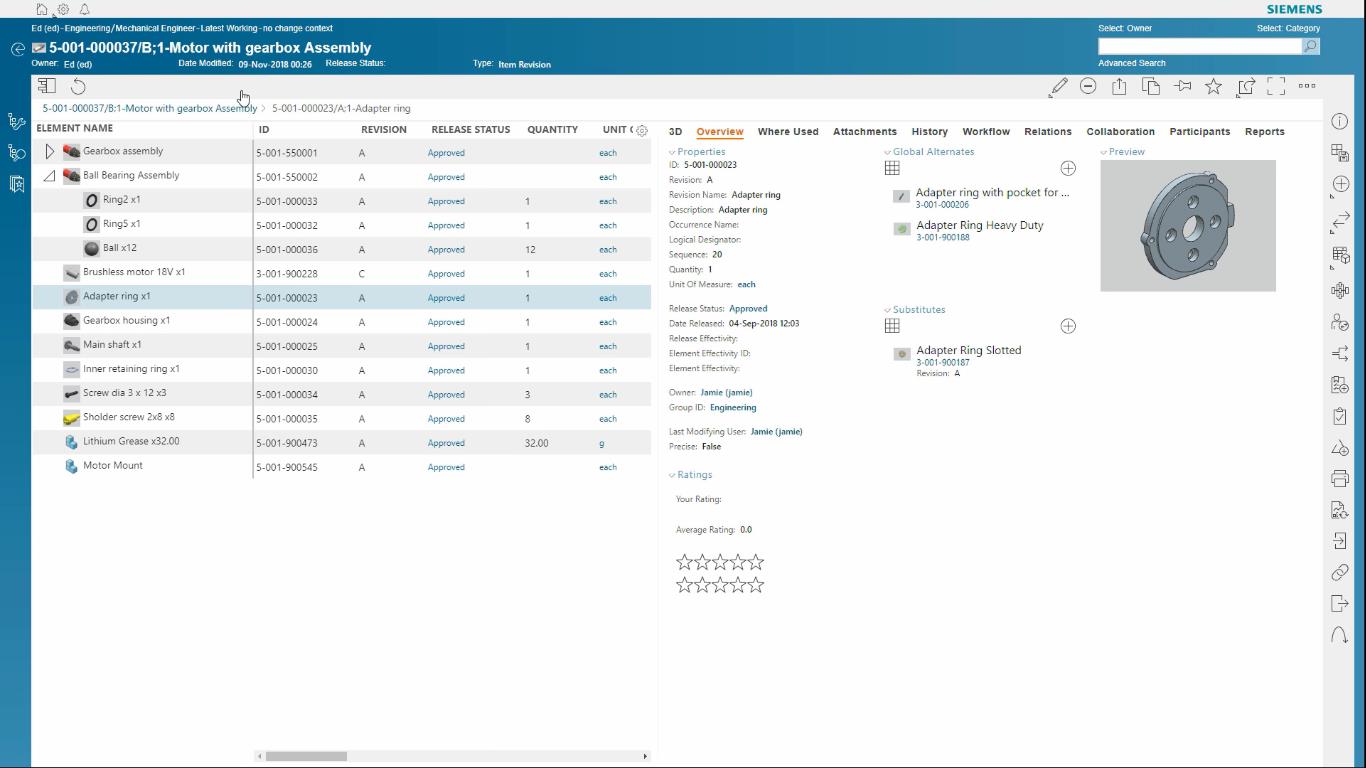 SIEMENS
Ed (ed)-Engineering/Mechanical Engineer-Latest Working-no change context
Select: Owner Select: Category
5-001-000037/B;1-Motor with gearbox Assembly
Owner: Ed (ed) Date Modified: 09-Nov-2018 00:26 Release Status: Type: Item Revision
Advanced Search
5-001-000037/B;1-Motor with gearbox Assembly > 5-001-000023/A;1-Adapter ring
ELEMENT NAME ID REVISION RELEASE STATUS QUANTITY UNIT (
Gearbox assembly 5-001-550001 A Approved each
Ball Bearing Assembly 5-001-550002 A Approved each
Ring2 x1 5-001-000033 A Approved 1 each
Ring5 x1 5-001-000032 A Approved 1 each
Ball x12 5-001-000036 A Approved 12 each
Brushless motor 18V x1 3-001-900228 C Approved 1 each
Adapter ring x1 5-001-000023 A Approved 1 each
Gearbox housing x1 5-001-000024 A Approved 1 each
Main shaft x1 5-001-000025 A Approved 1 each
Inner retaining ring x1 5-001-000030 A Approved 1 each
Screw dia 3 x 12 x3 5-001-000034 A Approved 3 each
Sholder screw 2x8 x8 5-001-000035 A Approved 8 each
Lithium Grease x32.00 5-001-900473 A Approved 32.00 g
Motor Mount 5-001-900545 A Approved each
3D Overview Where Used Attachments History Workflow Relations Collaboration Participants Reports
Properties
ID: 5-001-000023
Revision: A
Revision Name: Adapter ring
Description: Adapter ring
Occurrence Name:
Logical Designator:
Sequence: 20
Quantity: 1
Unit Of Measure: each
Release Status: Approved
Date Released: 04-Sep-2018 12:03
Release Effectivity:
Element Effectivity ID:
Element Effectivity:
Owner: Jamie (jamie)
Group ID: Engineering
Last Modifying User: Jamie (jamie)
Precise: False
Ratings
Your Rating:
Average Rating: 0.0
Global Alternates
Adapter ring with pocket for ...
3-001-000206
Adapter Ring Heavy Duty
3-001-900188
Substitutes
Adapter Ring Slotted
3-001-900187
Revision: A
Preview